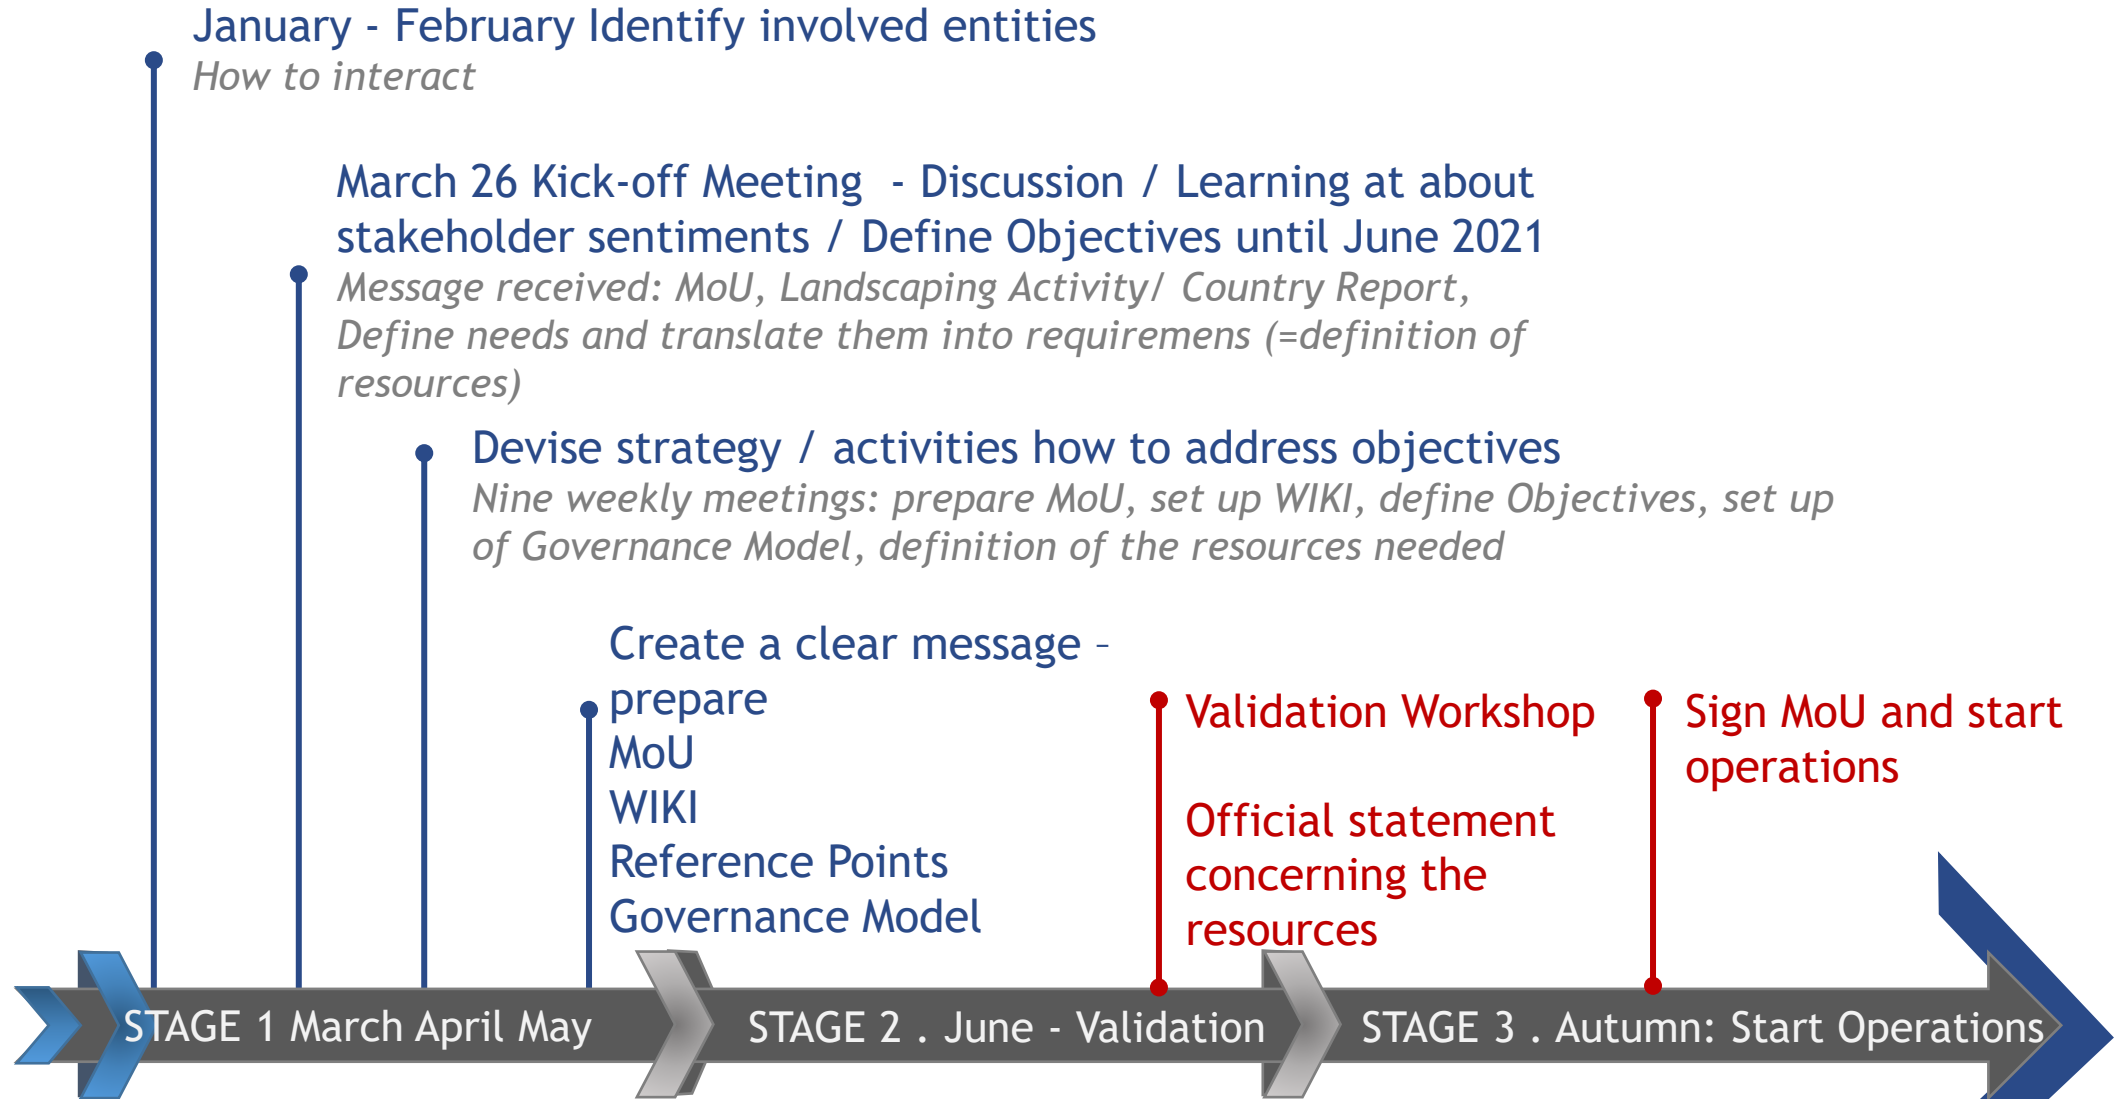 January - February Identify involved entities
How to interact
March 26 Kick-off Meeting  - Discussion / Learning at about
stakeholder sentiments / Define Objectives until June 2021
Message received: MoU, Landscaping Activity/ Country Report,
Define needs and translate them into requiremens (=definition of
resources)
Devise strategy / activities how to address objectives
Nine weekly meetings: prepare MoU, set up WIKI, define Objectives, set up
of Governance Model, definition of the resources needed
Create a clear message –
prepare
MoU
WIKI
Reference Points
Governance Model
Validation Workshop
Official statement
concerning the
resources
Sign MoU and start
operations
STAGE 1 March April May
STAGE 2 . June - Validation
STAGE 3 . Autumn: Start Operations